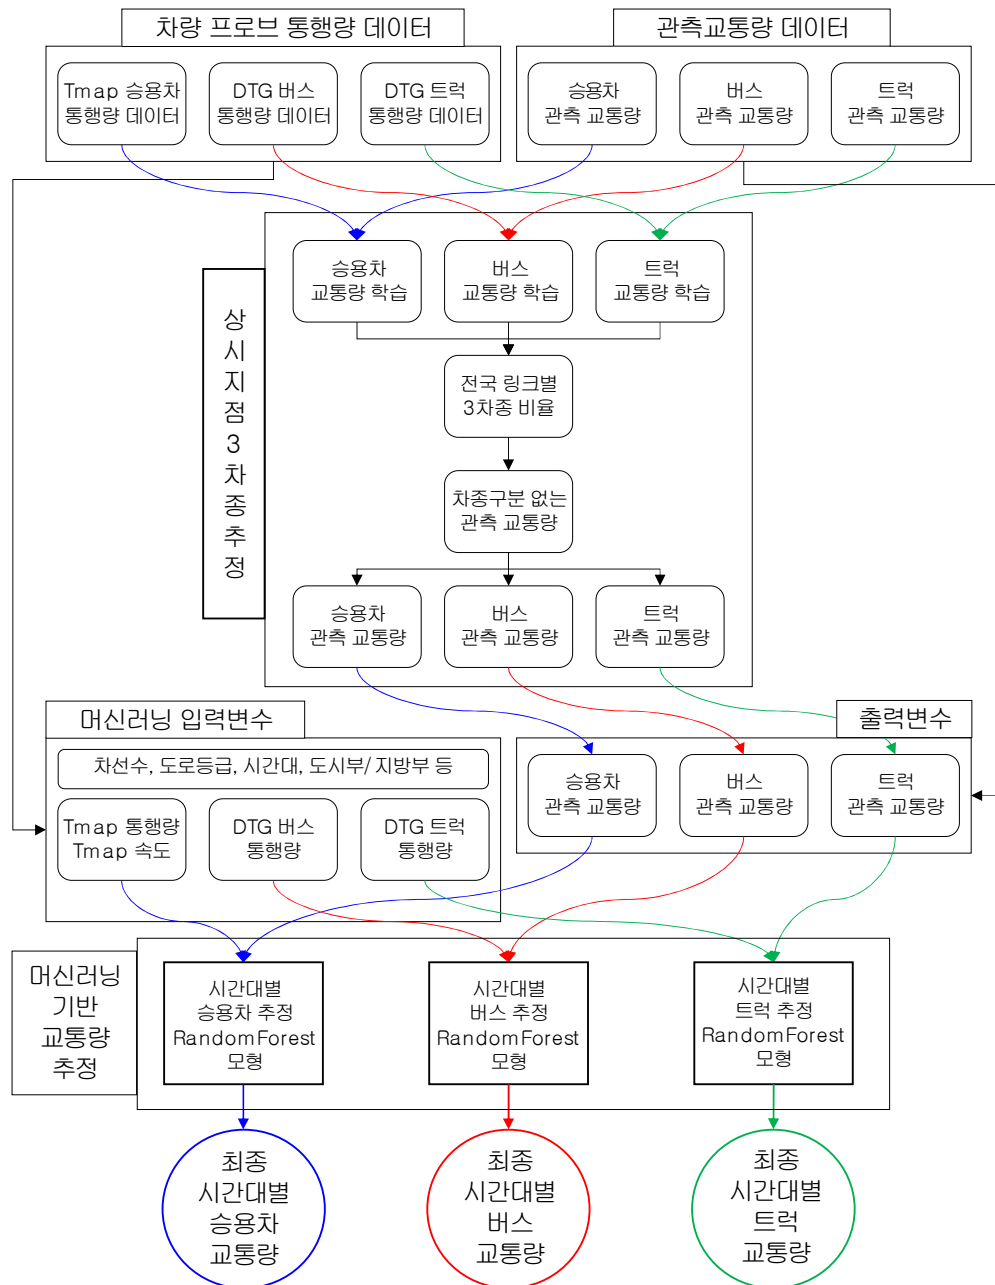 차량 프로브 통행량 데이터
Tmap 승용차
통행량 데이터
DTG 버스
통행량 데이터
DTG 트럭
통행량 데이터
관측교통량 데이터
승용차
관측 교통량
버스
관측 교통량
트럭
관측 교통량
상
시
지
점
3
차
종
추
정
승용차
교통량 학습
버스
교통량 학습
트럭
교통량 학습
전국 링크별
3차종 비율
차종구분 없는
관측 교통량
승용차
관측 교통량
버스
관측 교통량
트럭
관측 교통량
머신러닝 입력변수
차선수, 도로등급, 시간대, 도시부/지방부 등
Tmap 통행량
Tmap 속도
DTG 버스
통행량
DTG 트럭
통행량
출력변수
승용차
관측 교통량
버스
관측 교통량
트럭
관측 교통량
머신러닝
기반
교통량
추정
시간대별
승용차 추정
RandomForest
모형
시간대별
버스 추정
RandomForest
모형
시간대별
트럭 추정
RandomForest
모형
최종
시간대별
승용차
교통량
최종
시간대별
버스
교통량
최종
시간대별
트럭
교통량